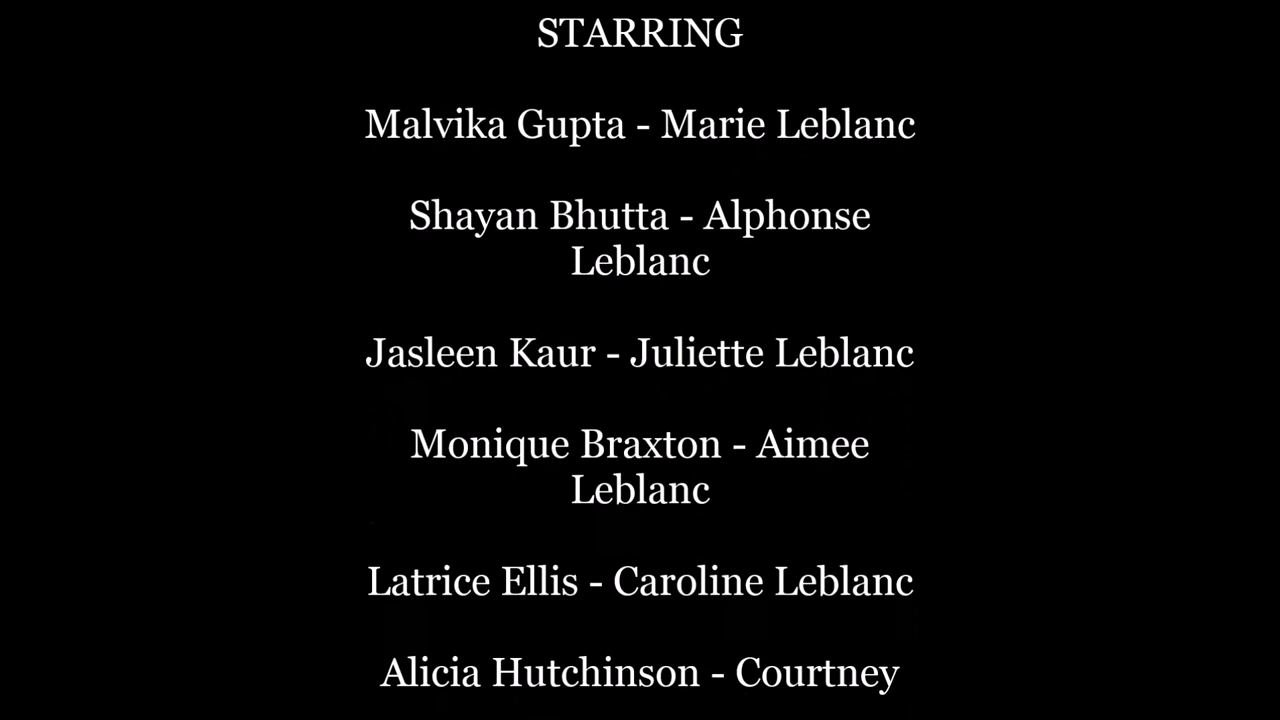 STARRING
Malvika Gupta - Marie Leblanc
Shayan Bhutta - Alphonse
Leblanc
Jasleen Kaur - Juliette Leblanc
Monique Braxton - Aimee
Leblanc
Latrice Ellis - Caroline Leblanc
Alicia Hutchinson - Courtney